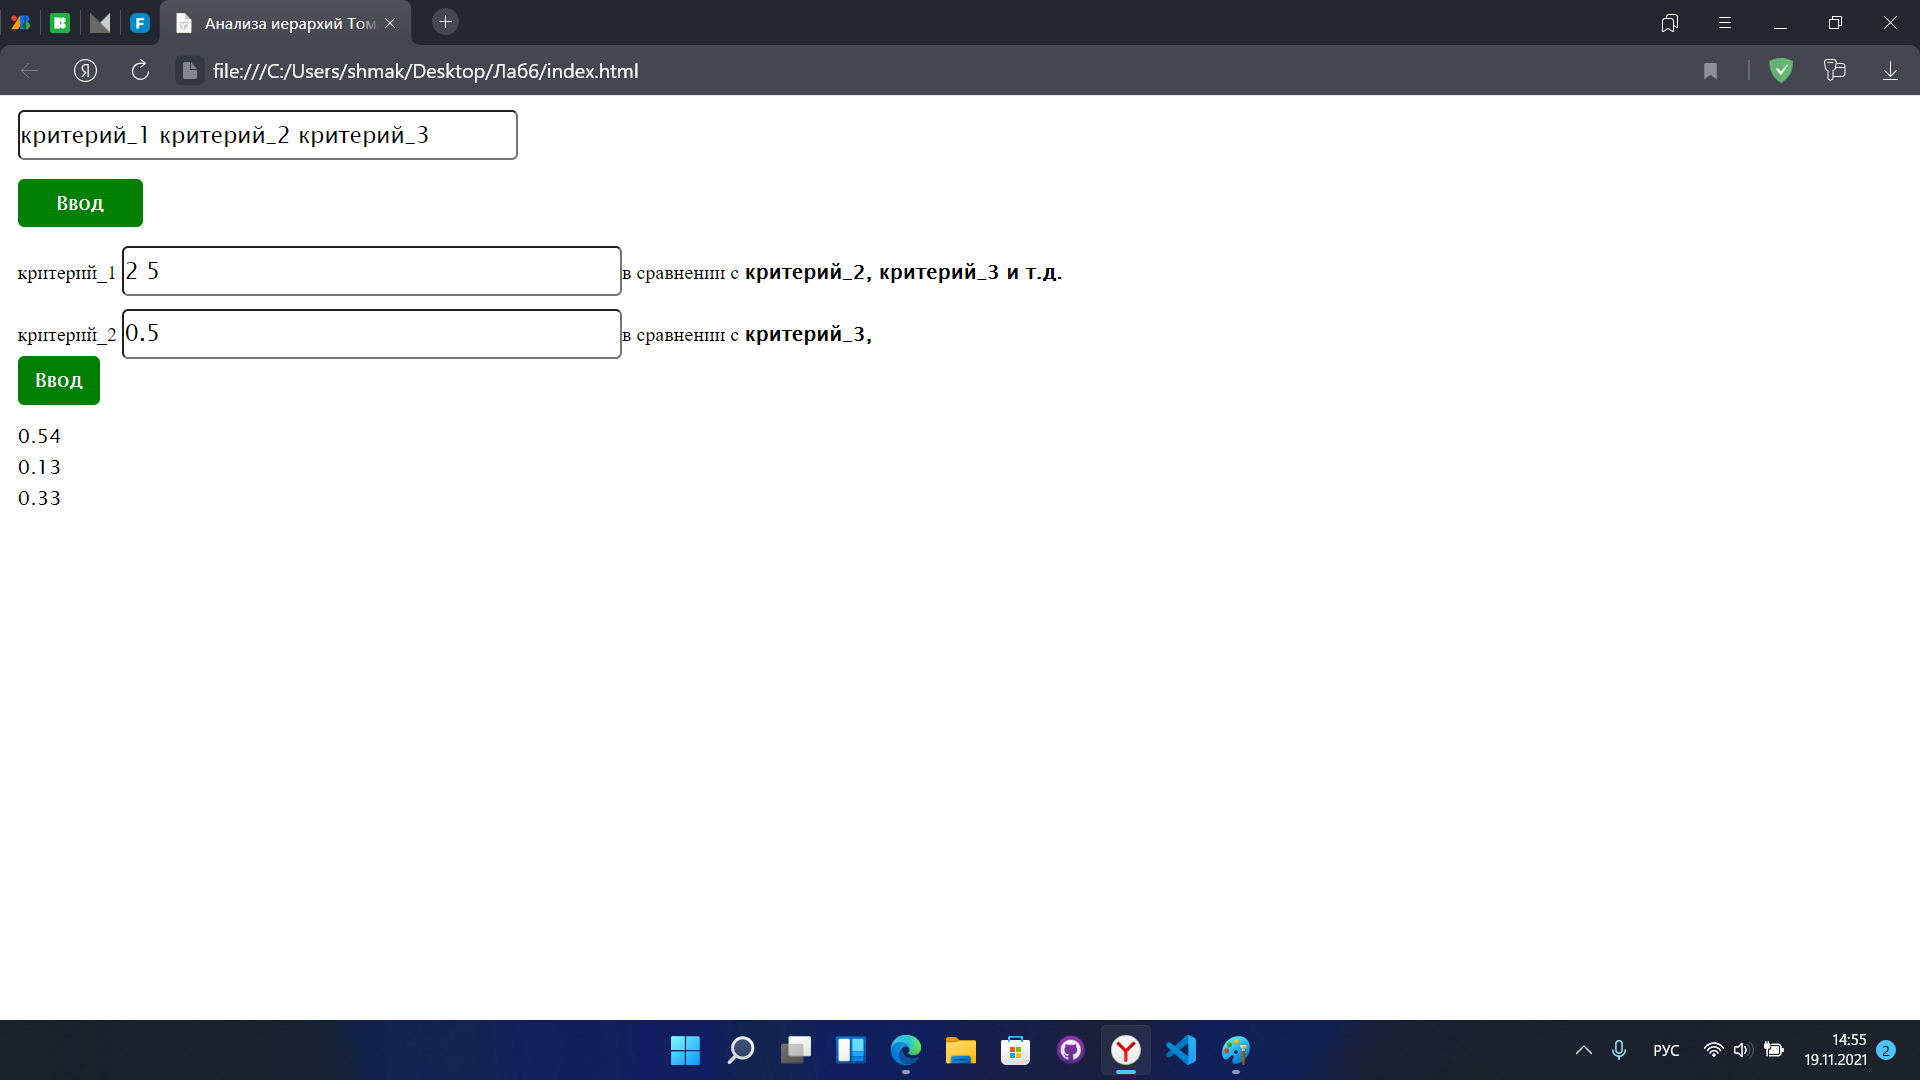 Анализа иерархий Том
file:///C:/Users/shmak/Desktop/Лаб6/index.html
критерий_1 критерий_2 критерий_3
Ввод
критерий_1 2 5 в сравнении с критерий_2, критерий_3 и т.д.
критерий_2 0.5 в сравнении с критерий_3,
Ввод
0.54
0.13
0.33
РУС
14:55
19.11.2021
2